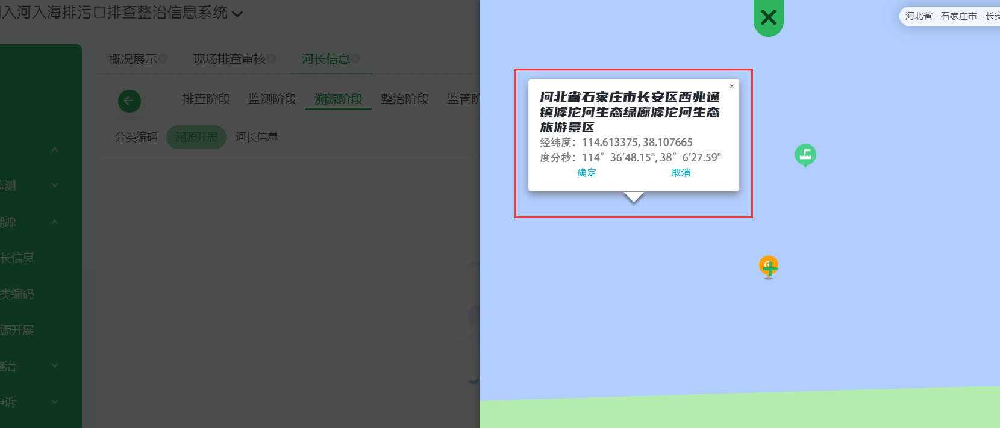 入河入海排污口排查整治信息系统
河北省- -石家庄市- -长安
概况展示
现场排查审核
河长信息
排查阶段
监测阶段
溯源阶段
整治阶段
监管阶
分类编码
溯源开展
河长信息
监测
溯源
长信息
类编码
源开展
整治
申诉
河北省石家庄市长安区西兆通
镇滹沱河生态绿廊滹沱河生态
旅游景区
经纬度：114.613375, 38.107665
度分秒：114°36′48.15", 38°6′27.59"
确定
取消